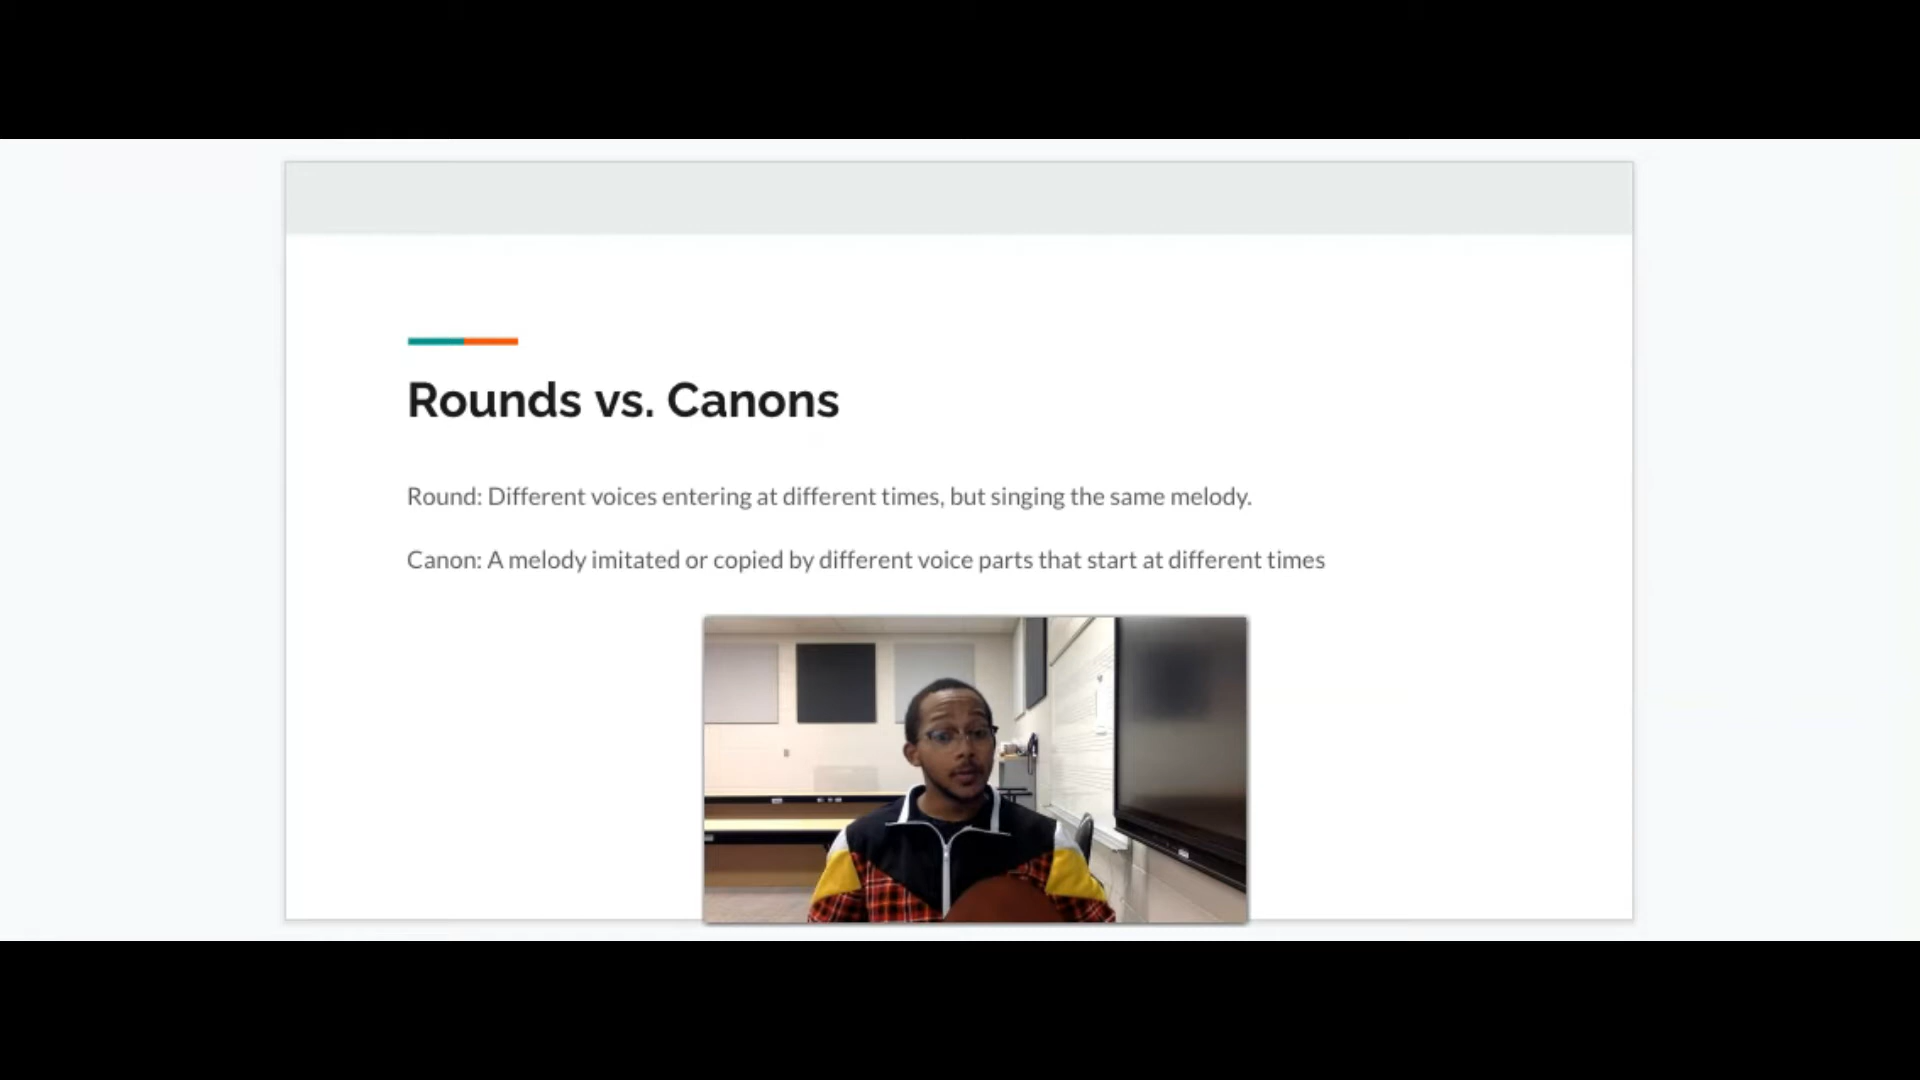 Rounds vs. Canons
Round: Different voices entering at different times, but singing the same melody.
Canon: A melody imitated or copied by different voice parts that start at different times